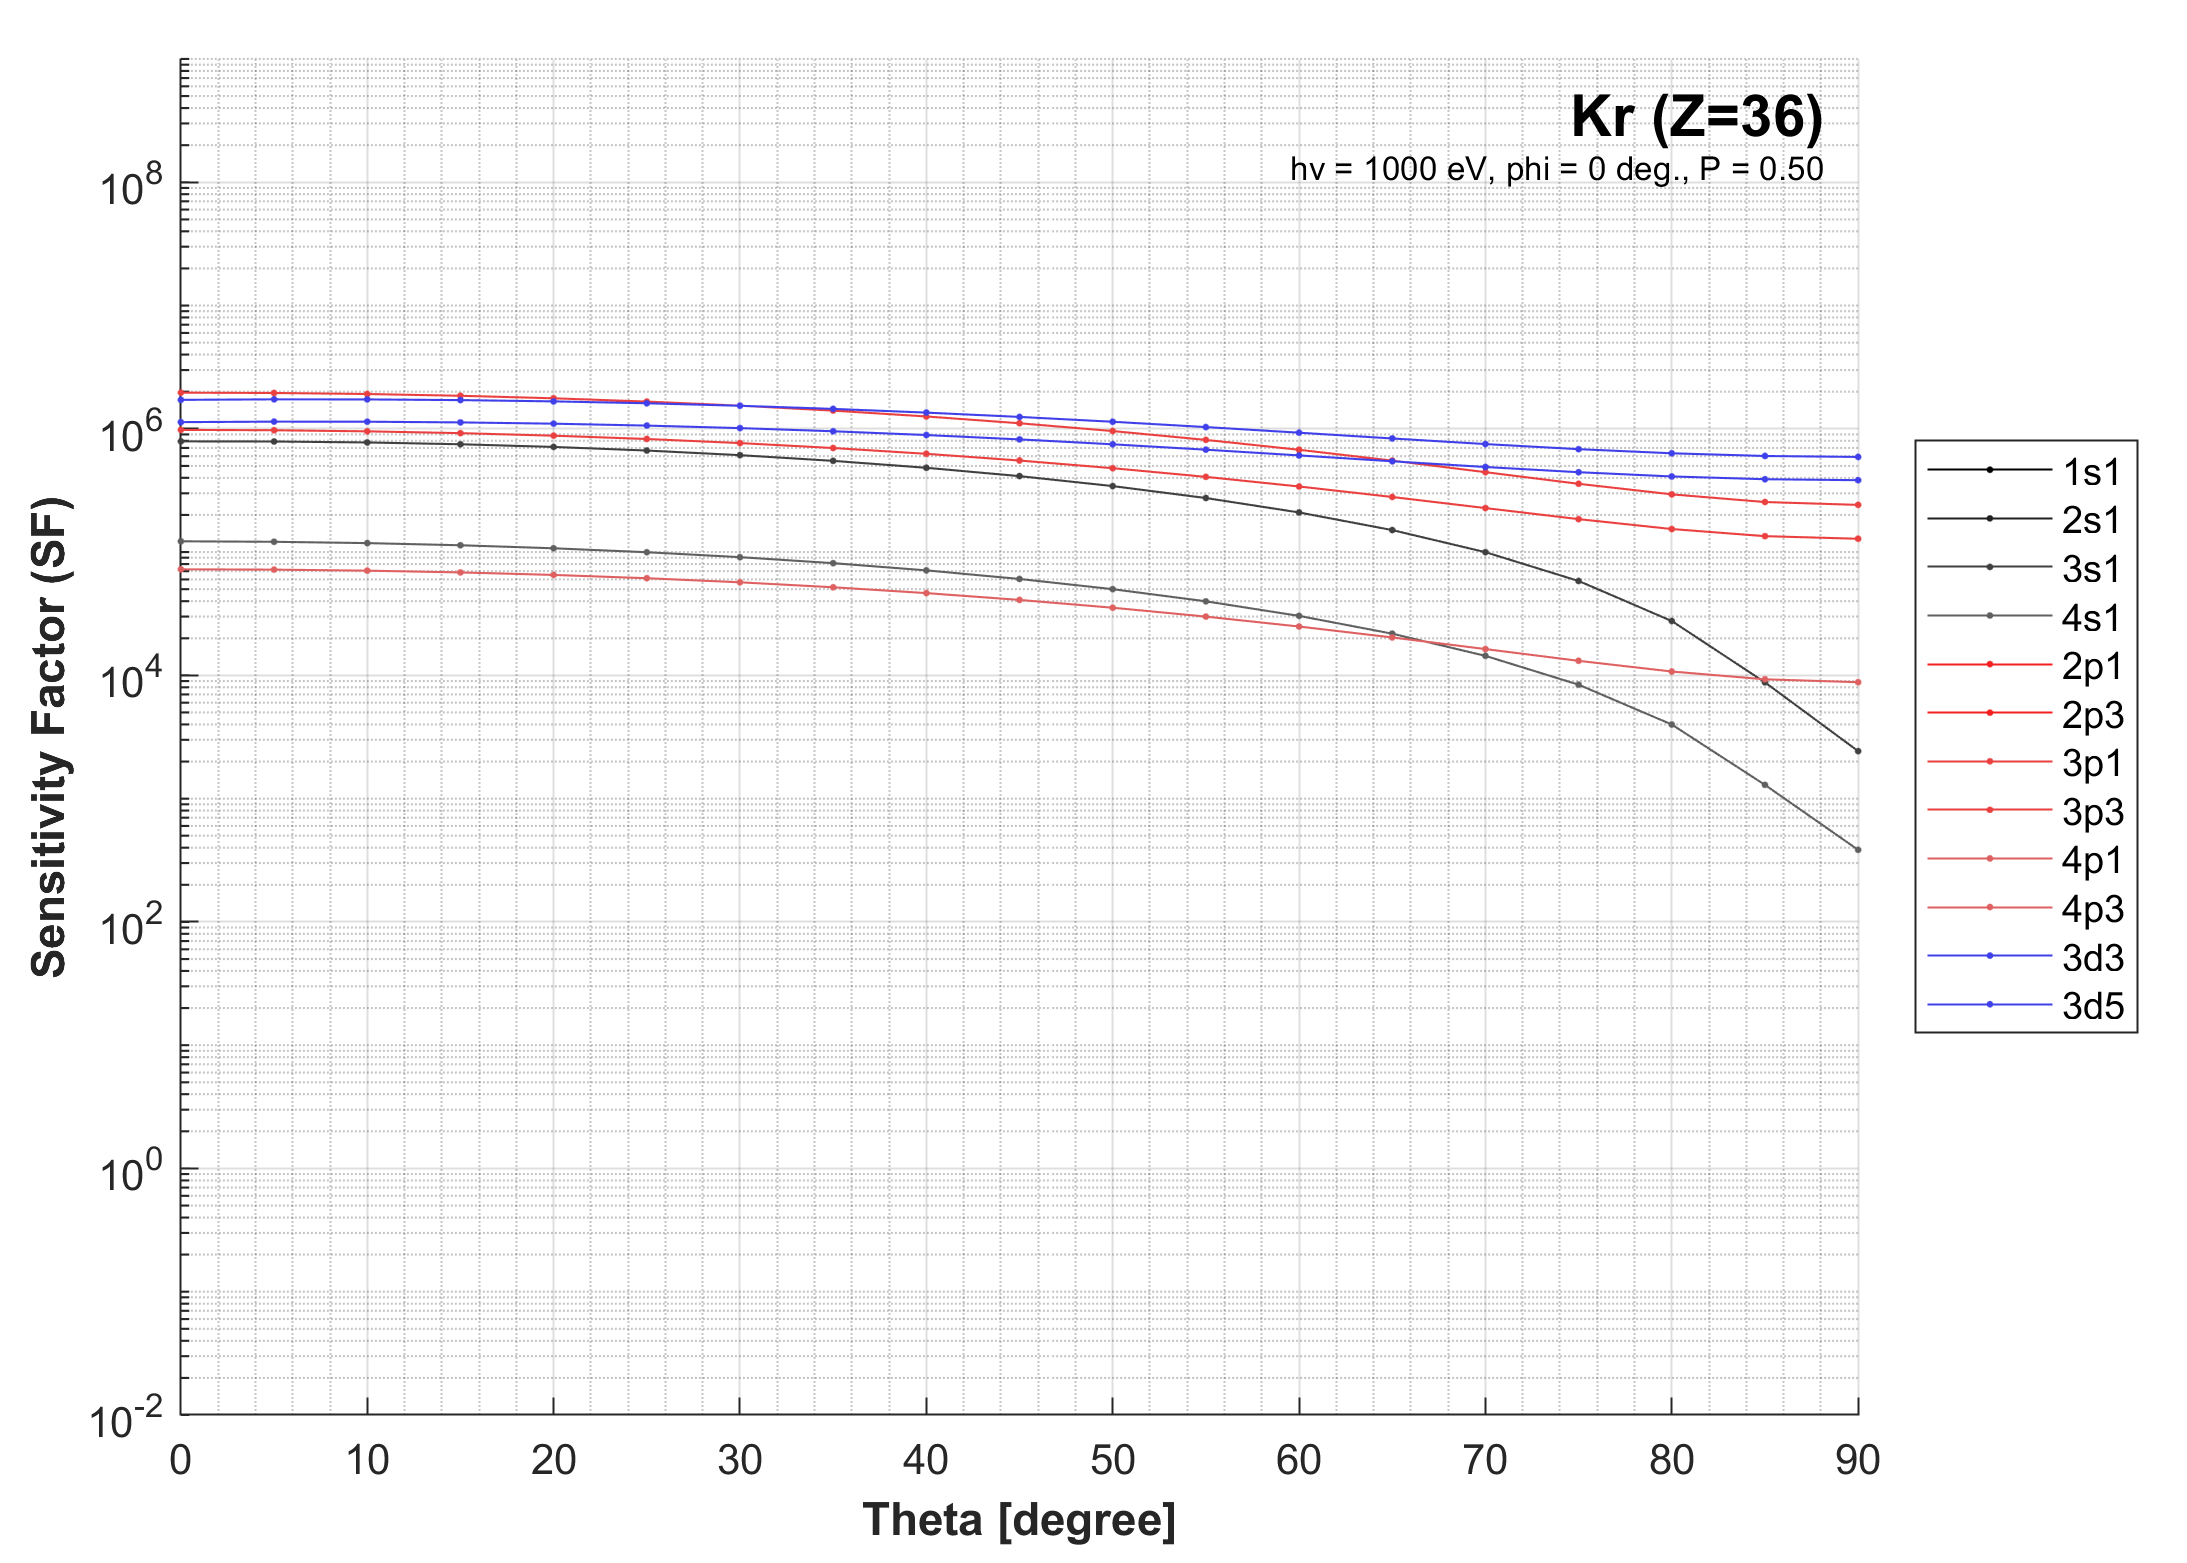 Kr (Z=36)
hv = 1000 eV, phi = 0 deg., P = 0.50
10^8
10^6
10^4
10^2
10^0
10^-2
Sensitivity Factor (SF)
0 10 20 30 40 50 60 70 80 90
Theta [degree]
1s1
2s1
3s1
4s1
2p1
2p3
3p1
3p3
4p1
4p3
3d3
3d5